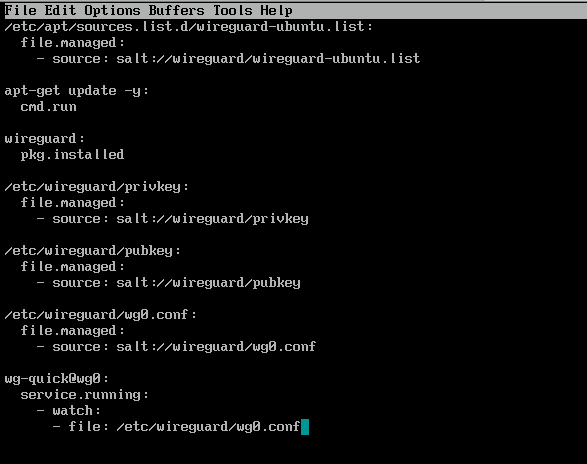 File Edit Options Buffers Tools Help
/etc/apt/sources.list.d/wireguard-ubuntu.list:
  file.managed:
    - source: salt://wireguard/wireguard-ubuntu.list

apt-get update -y:
  cmd.run

wireguard:
  pkg.installed

/etc/wireguard/privkey:
  file.managed:
    - source: salt://wireguard/privkey

/etc/wireguard/pubkey:
  file.managed:
    - source: salt://wireguard/pubkey

/etc/wireguard/wg0.conf:
  file.managed:
    - source: salt://wireguard/wg0.conf

wg-quick@wg0:
  service.running:
    - watch:
      - file: /etc/wireguard/wg0.conf